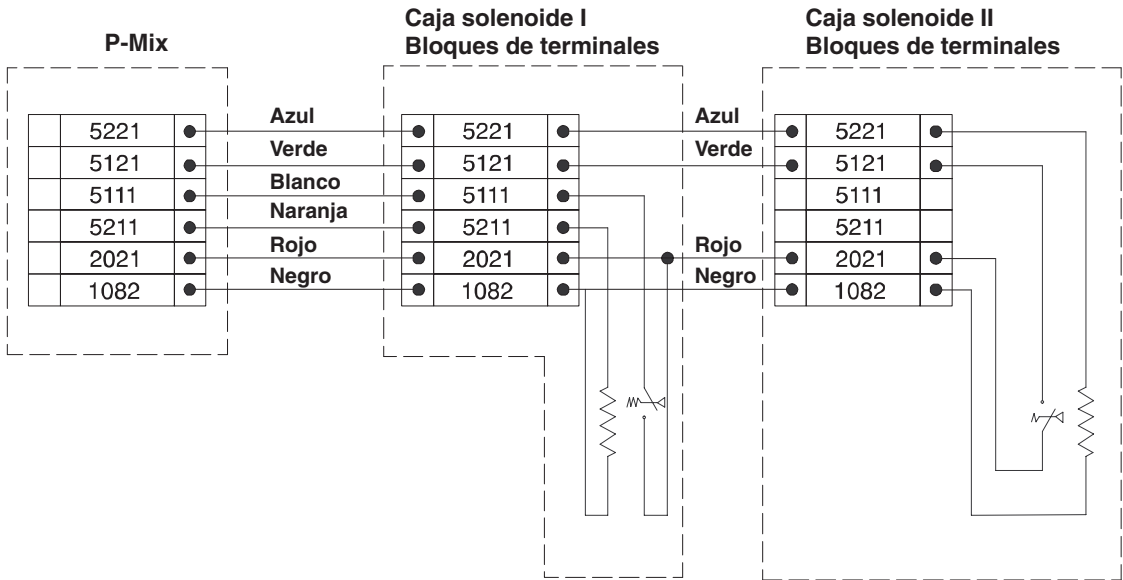 P-Mix
Caja solenoide I
Bloques de terminales
Caja solenoide II
Bloques de terminales
5221
5121
5111
5211
2021
1082
Azul
Verde
Blanco
Naranja
Rojo
Negro
5221
5121
5111
5211
2021
1082
Azul
Verde
Rojo
Negro
5221
5121
5111
5211
2021
1082